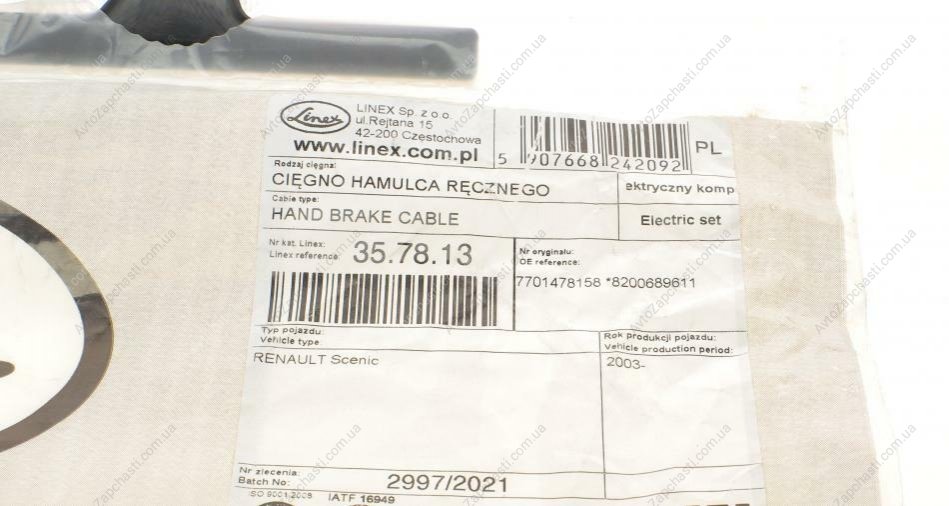 Linex
LINEX Sp. z o.o.
ul.Rejtana 15
42-200 Częstochowa
www.linex.com.pl
5 907668 242092
PL
Rodzaj cięgna:
CIĘGNO HAMULCA RĘCZNEGO
ektryczny komp
Cable type:
HAND BRAKE CABLE
Electric set
Nr kat. Linex:
Linex reference:
35.78.13
Nr oryginału:
OE reference:
7701478158 *8200689611
Typ pojazdu:
Vehicle type:
RENAULT Scenic
Rok produkcji pojazdu:
Vehicle production period:
2003-
Nr zlecenia:
Batch No:
2997/2021
ISO 9001:2008 IATF 16949
AvtoZapchasti.com.ua